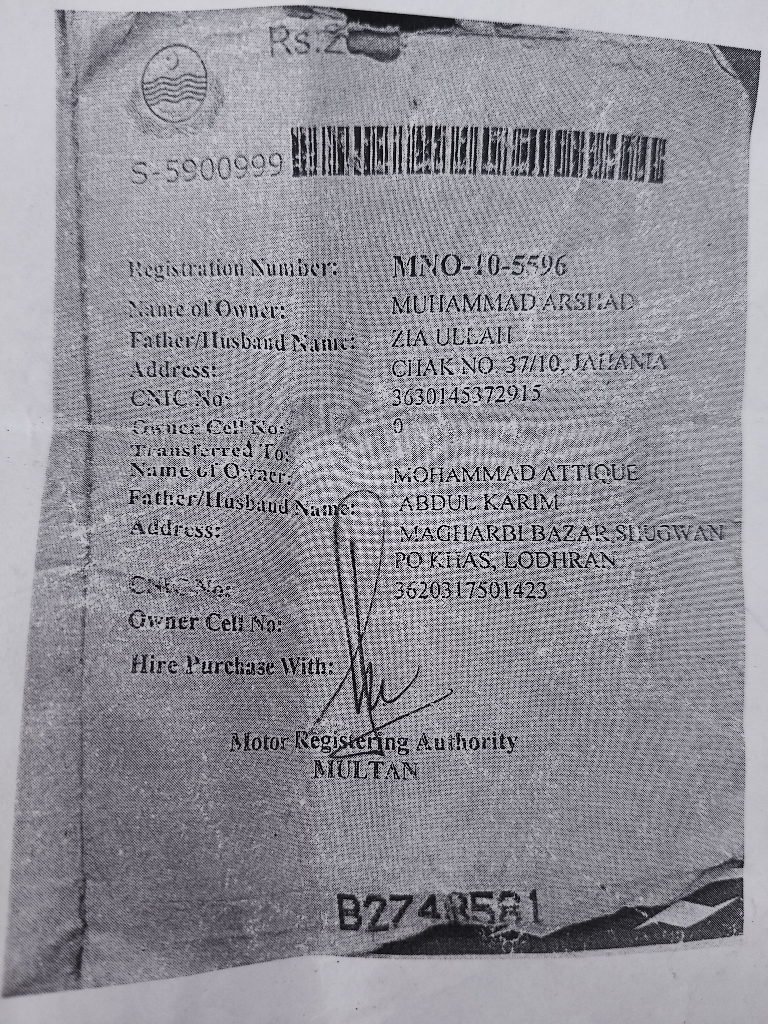 Rs:2
S-5900999
Registration Number: MNO-10-5596
Name of Owner: MUHAMMAD ARSHAD
Father/Husband Name: ZIA ULLAH
Address: CHAK NO. 37/10, JAHANIA
CNIC No: 3630145372915
Owner Cell No: 0
Transferred To:
Name of Owner: MOHAMMAD ATTIQUE
Father/Husband Name: ABDUL KARIM
Address: MAGHARBI BAZAR, SHUGWAN
PO KHAS, LODHRAN
CNIC No: 3620317501423
Owner Cell No:
Hire Purchase With:
Motor Registering Authority
MULTAN